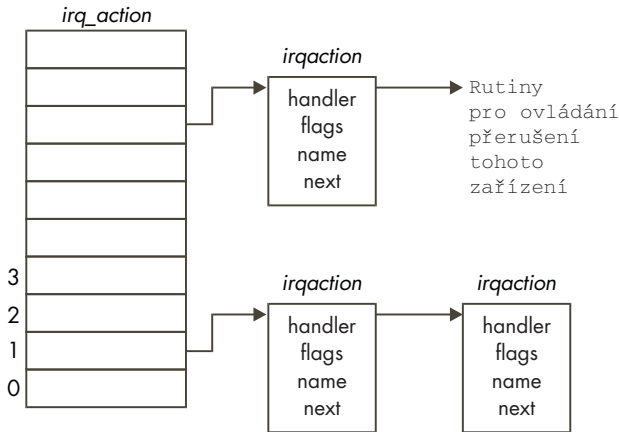 irq_action
irqaction
handler
flags
name
next
Rutiny
pro ovládání
přerušení
tohoto
zařízení
3
2
1
0
irqaction
handler
flags
name
next
irqaction
handler
flags
name
next